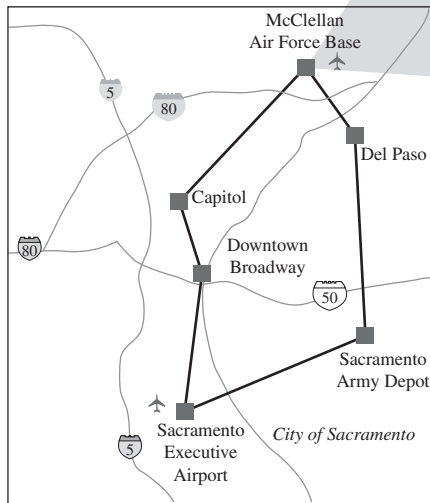 McClellan
Air Force Base
5
80
Del Paso
Capitol
80
Downtown
Broadway
50
Sacramento
Army Depot
City of Sacramento
Sacramento
Executive
Airport
5